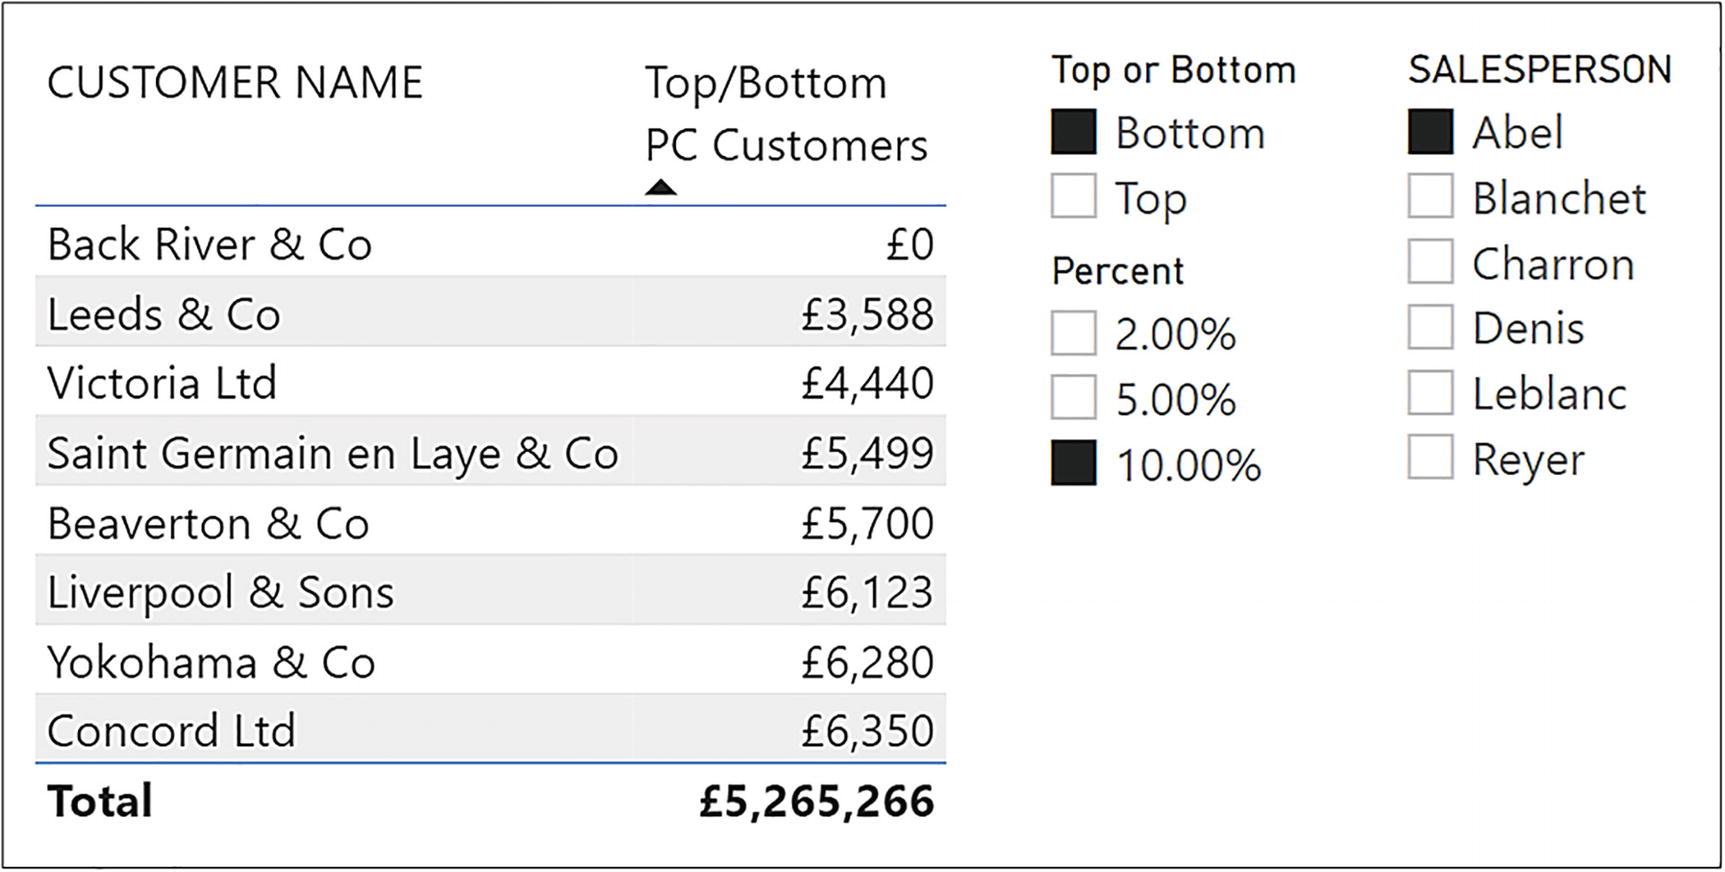 CUSTOMER NAME
Top/Bottom
PC Customers
Back River & Co £0
Leeds & Co £3,588
Victoria Ltd £4,440
Saint Germain en Laye & Co £5,499
Beaverton & Co £5,700
Liverpool & Sons £6,123
Yokohama & Co £6,280
Concord Ltd £6,350
Total £5,265,266
Top or Bottom
Bottom
Top
Percent
2.00%
5.00%
10.00%
SALESPERSON
Abel
Blanchet
Charron
Denis
Leblanc
Reyer